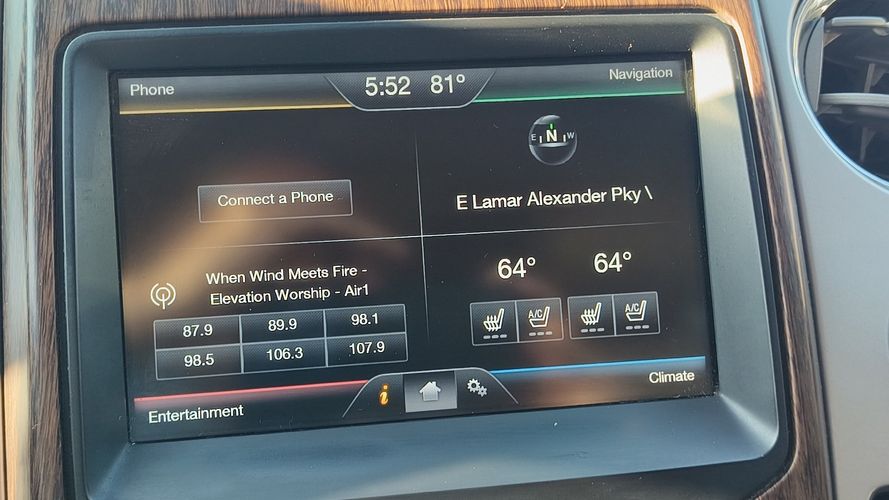 Phone
5:52 81°
Navigation
E N W
Connect a Phone
E Lamar Alexander Pky \
When Wind Meets Fire -
Elevation Worship - Air1
87.9 89.9 98.1
98.5 106.3 107.9
64° 64°
A/C A/C
Entertainment
i
Climate